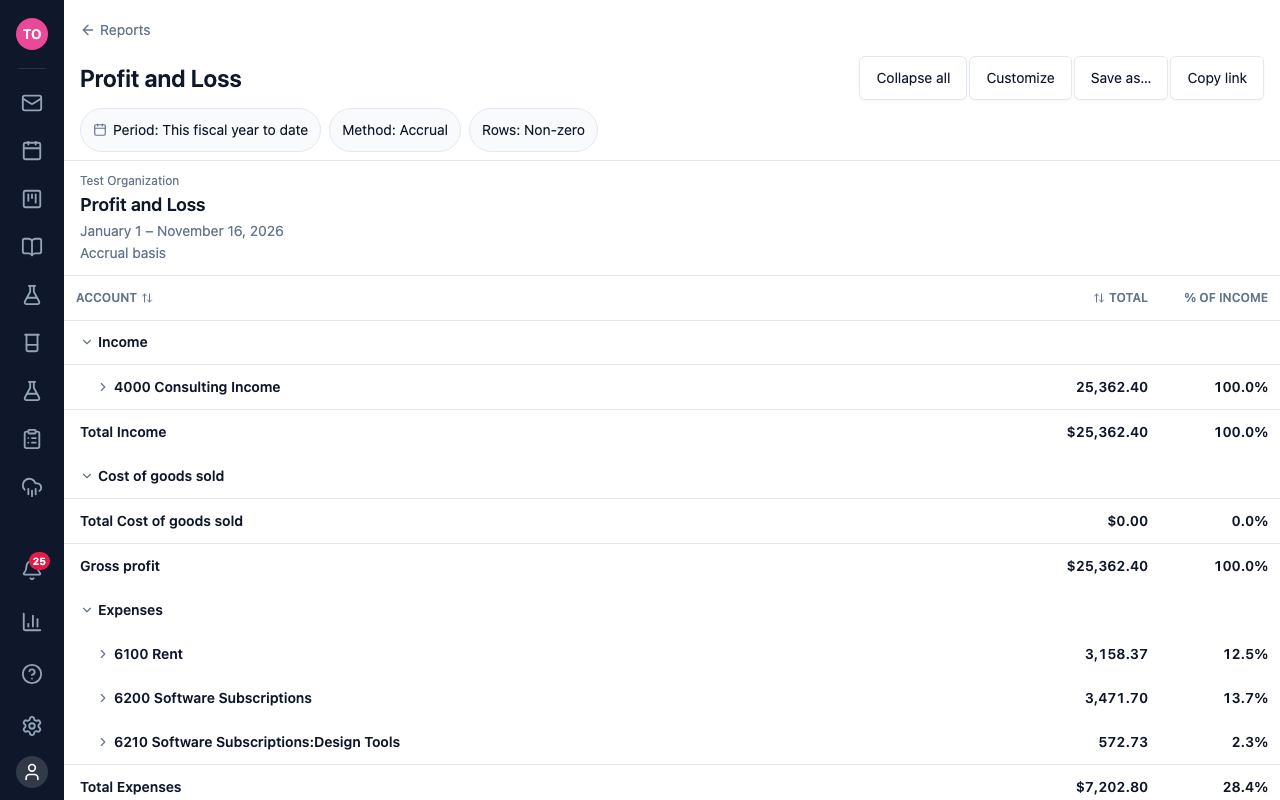 TO
Reports
Profit and Loss
Collapse all
Customize
Save as...
Copy link
Period: This fiscal year to date
Method: Accrual
Rows: Non-zero
Test Organization
Profit and Loss
January 1 – November 16, 2026
Accrual basis
ACCOUNT TOTAL % OF INCOME
Income
4000 Consulting Income 25,362.40 100.0%
Total Income $25,362.40 100.0%
Cost of goods sold
Total Cost of goods sold $0.00 0.0%
Gross profit $25,362.40 100.0%
Expenses
25
6100 Rent 3,158.37 12.5%
6200 Software Subscriptions 3,471.70 13.7%
6210 Software Subscriptions:Design Tools 572.73 2.3%
Total Expenses $7,202.80 28.4%